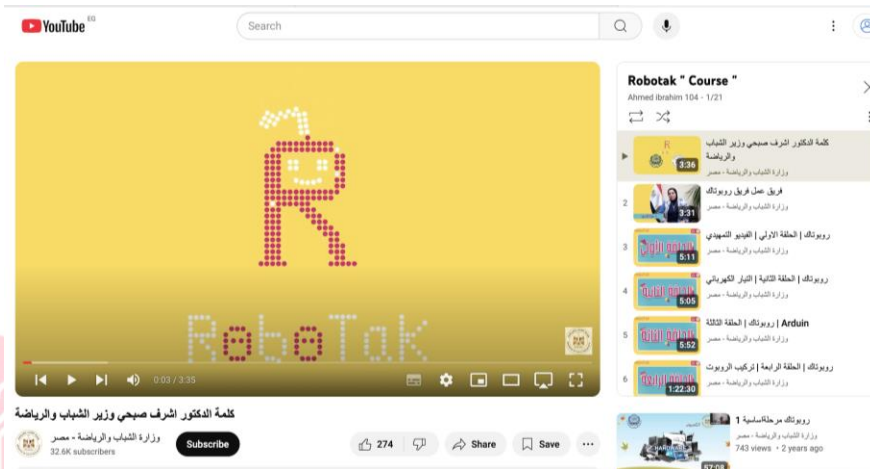 YouTube EG
Search
R
RoboTak
0:03 / 3:35
كلمة الدكتور اشرف صبحي وزير الشباب والرياضة
وزارة الشباب والرياضة - مصر
32.6K subscribers
Subscribe
274
Share
Save
Robotak " Course "
Ahmed ibrahim 104 - 1/21
كلمة الدكتور اشرف صبحي وزير الشباب
والرياضة
وزارة الشباب والرياضة - مصر
3:36
2
فريق عمل فريق روبوتاك
وزارة الشباب والرياضة - مصر
3:31
3
روبوتاك | الحلقة الاولي | الفيديو التمهيدي
وزارة الشباب والرياضة - مصر
5:11
4
روبوتاك | الحلقة الثانية | التيار الكهربائي
وزارة الشباب والرياضة - مصر
5:05
5
Arduin | روبوتاك | الحلقة الثالثة
وزارة الشباب والرياضة - مصر
5:52
6
روبوتاك | الحلقة الرابعة | تركيب الروبوت
وزارة الشباب والرياضة - مصر
1:22:30
روبوتاك مرحلةاساسية 1
وزارة الشباب والرياضة - مصر
743 views • 2 years ago
57:08